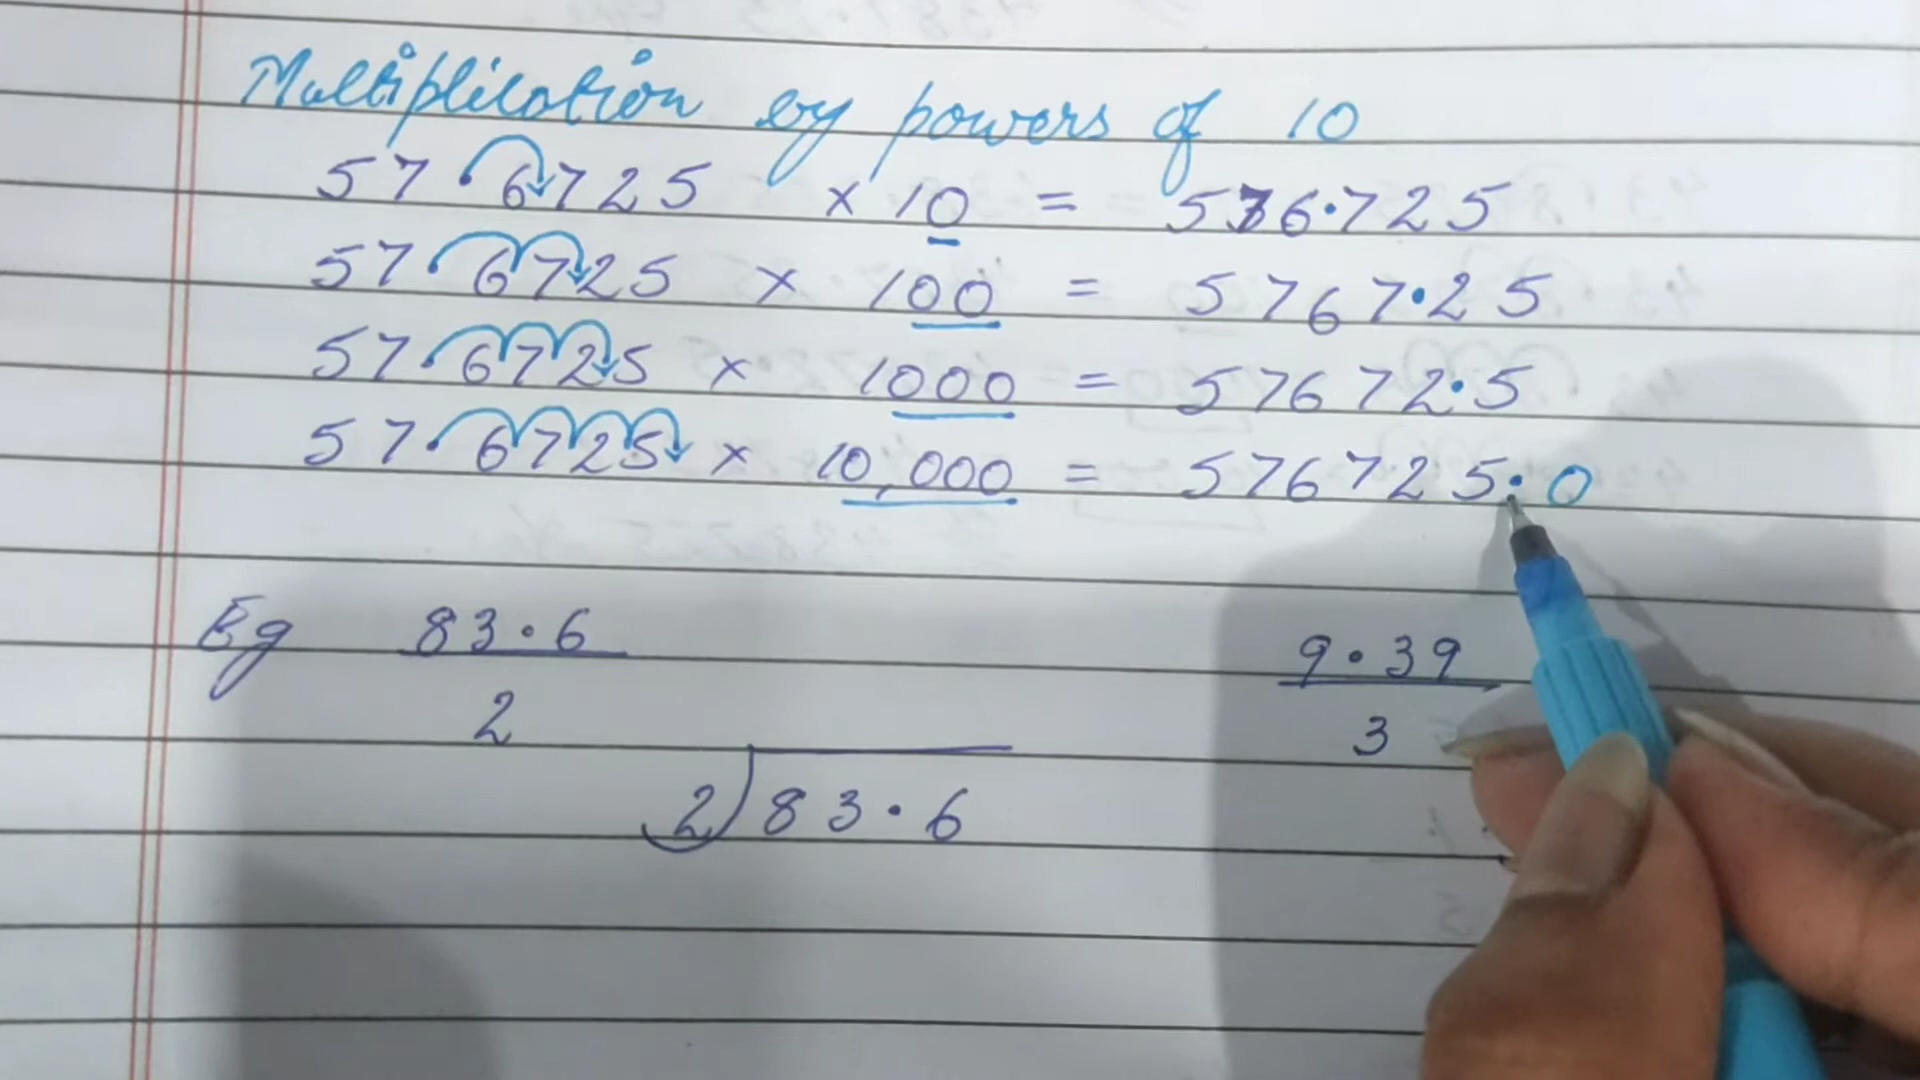 Multiplication by powers of 10
57.6725 × 10 = 576.725
57.6725 × 100 = 5767.25
57.6725 × 1000 = 57672.5
57.6725 × 10,000 = 576725.0
Eg 83.6 9.39
2 3
2)83.6